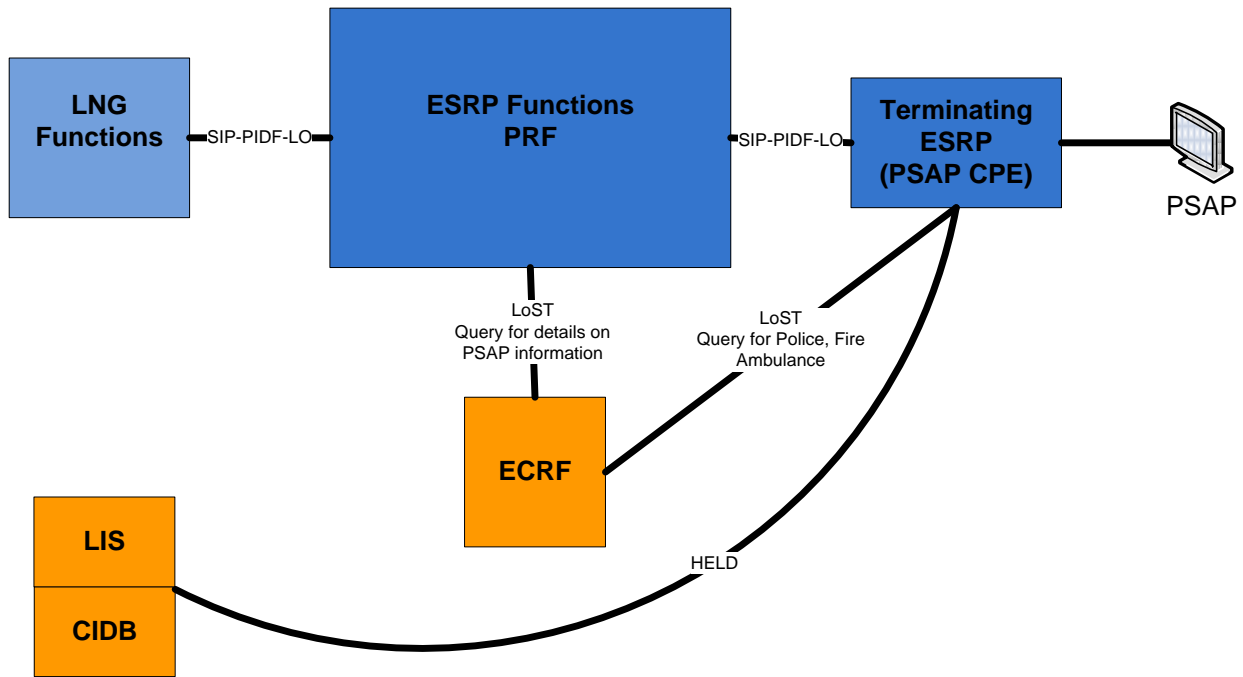 LNG
Functions
SIP-PIDF-LO
ESRP Functions
PRF
SIP-PIDF-LO
Terminating
ESRP
(PSAP CPE)
PSAP
LoST
Query for details on
PSAP information
LoST
Query for Police, Fire
Ambulance
ECRF
LIS
CIDB
HELD